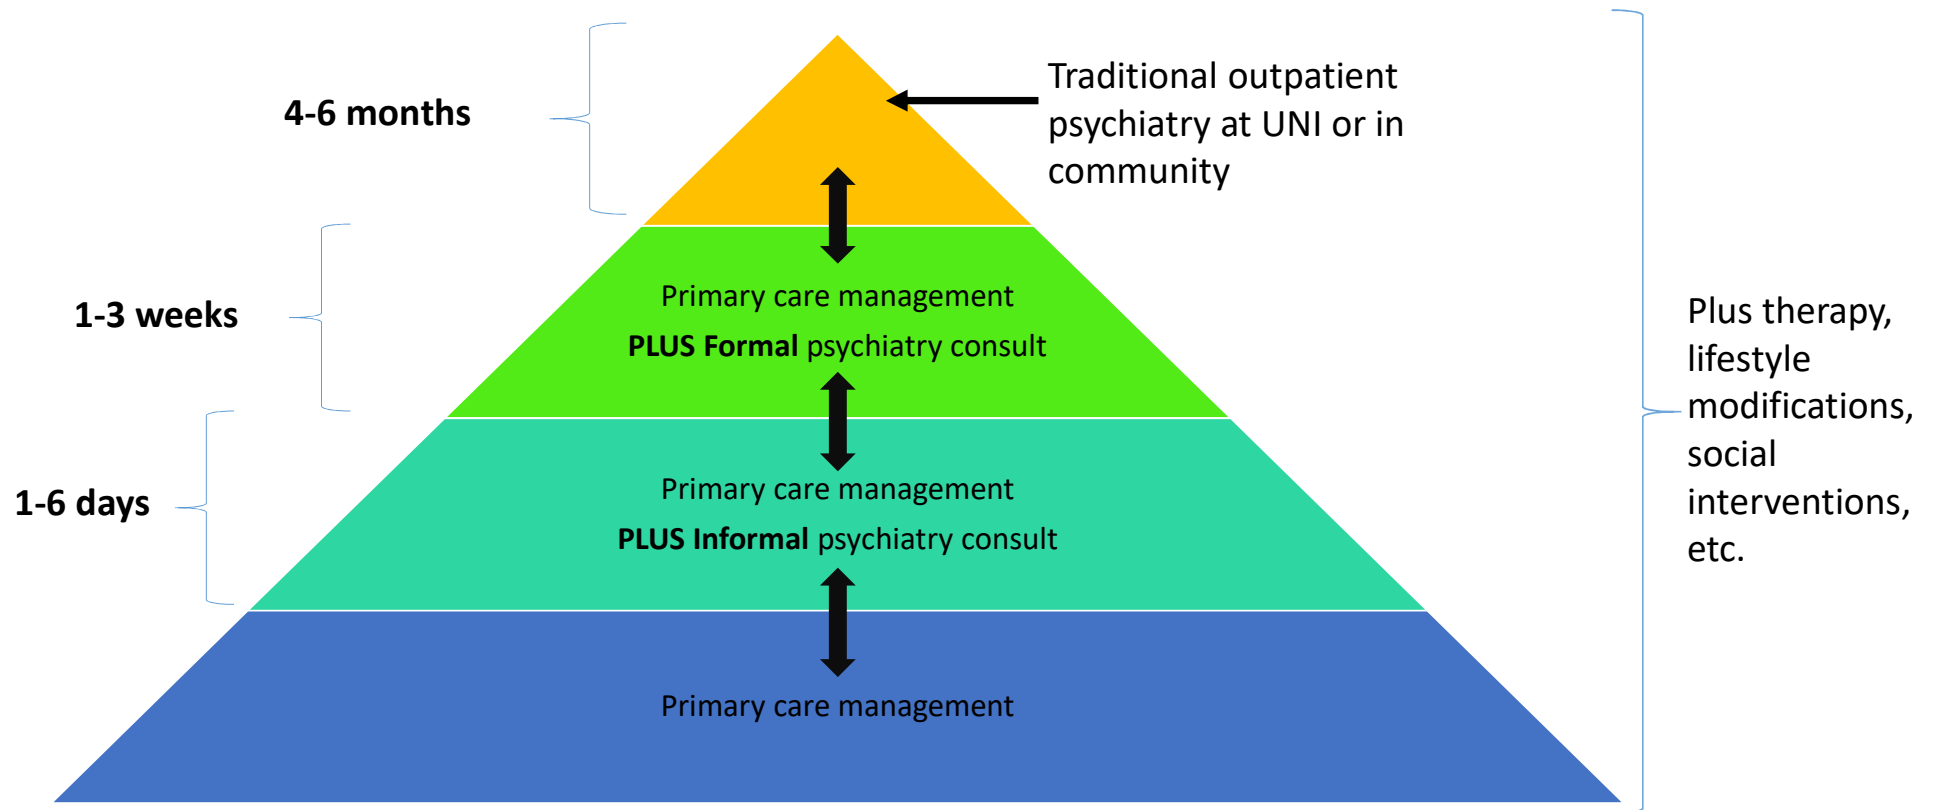 4-6 months
Traditional outpatient
psychiatry at UNI or in
community
1-3 weeks
Primary care management
PLUS Formal psychiatry consult
1-6 days
Primary care management
PLUS Informal psychiatry consult
Primary care management
Plus therapy,
lifestyle
modifications,
social
interventions,
etc.